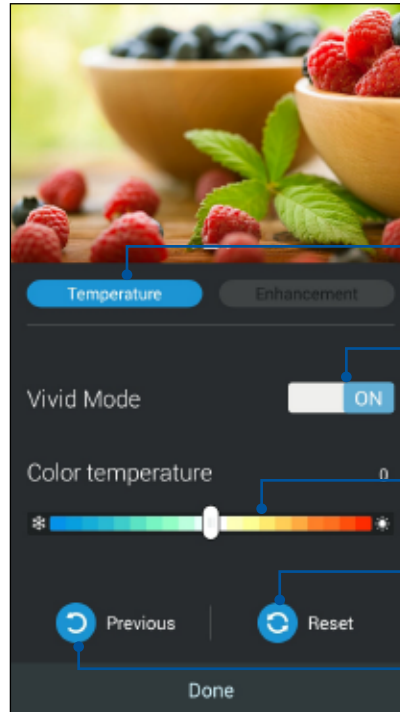 Temperature Enhancement
Vivid Mode ON
Color temperature 0
Previous Reset
Done